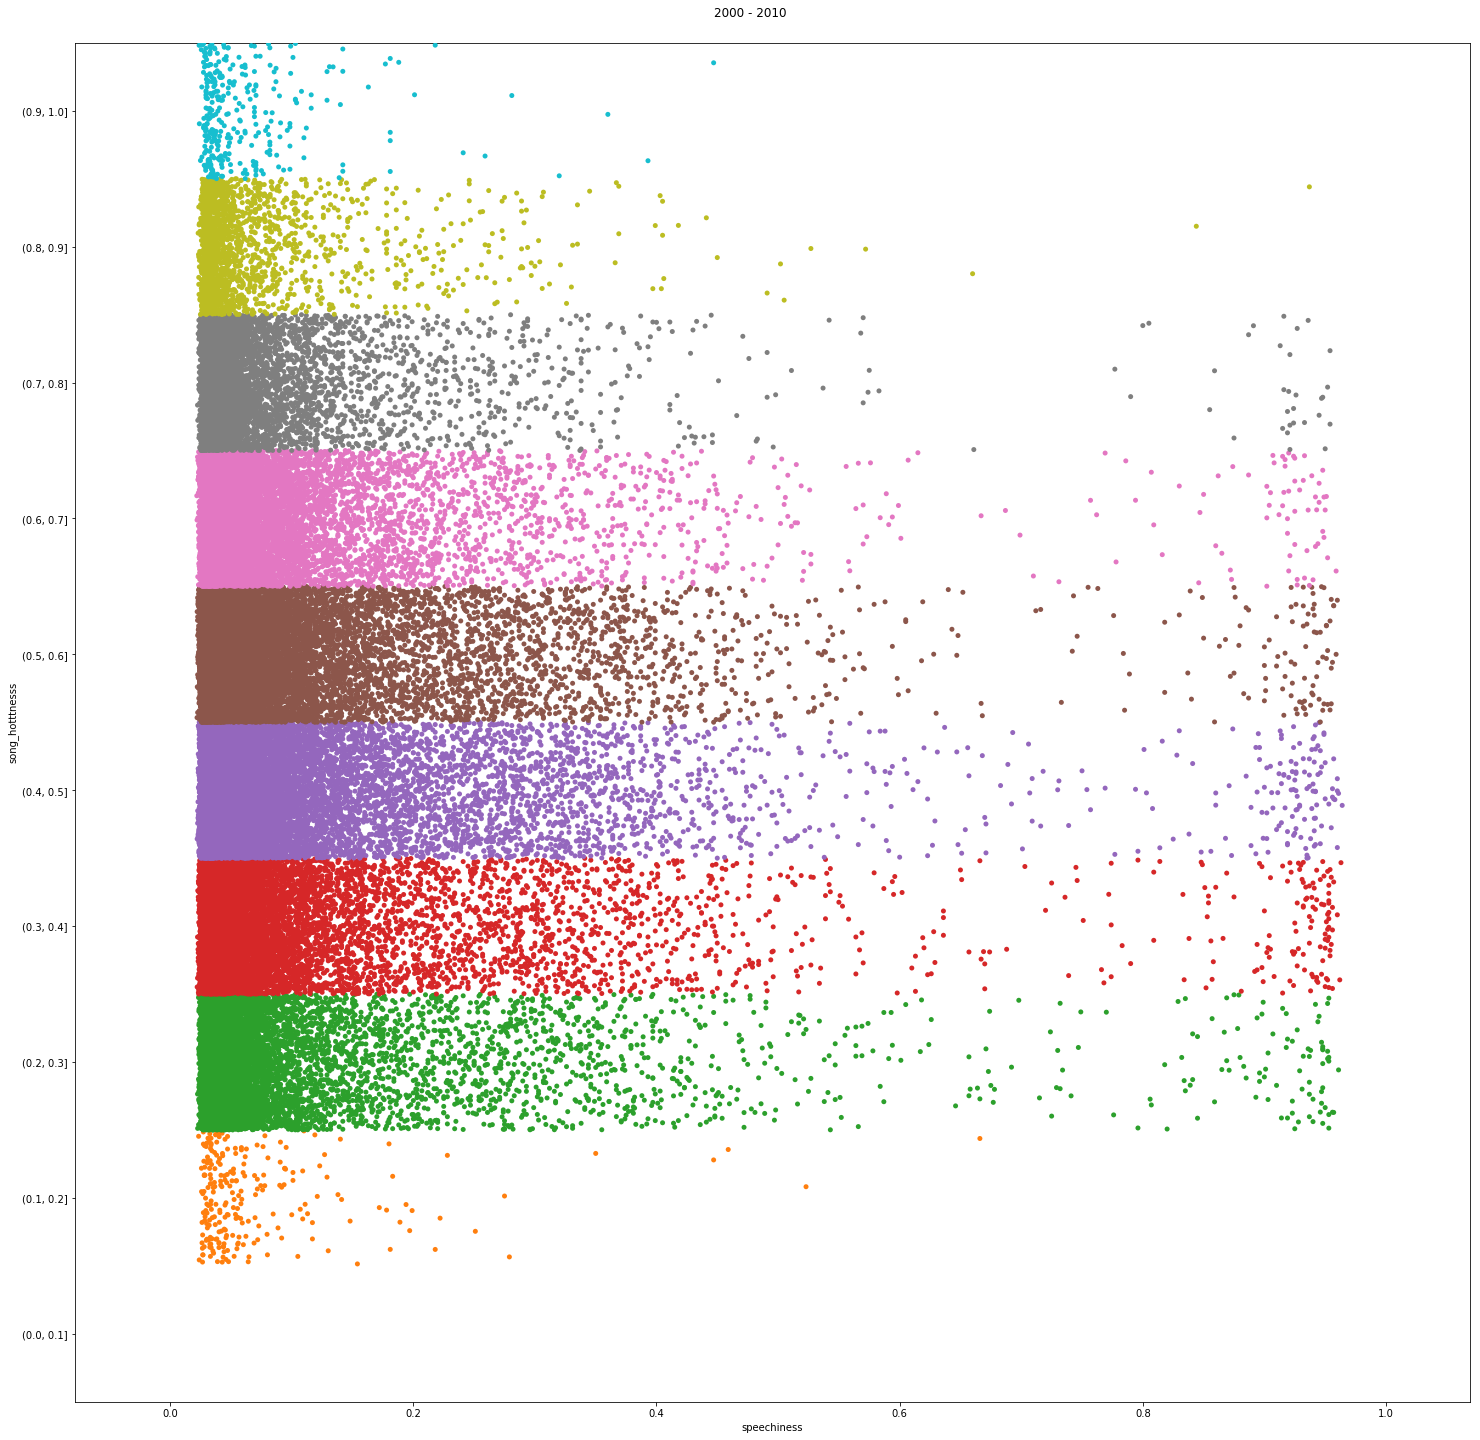 2000 - 2010
(0.9, 1.0]
(0.8, 0.9]
(0.7, 0.8]
(0.6, 0.7]
(0.5, 0.6]
(0.4, 0.5]
(0.3, 0.4]
(0.2, 0.3]
(0.1, 0.2]
(0.0, 0.1]
song_hotttnesss
0.0 0.2 0.4 0.6 0.8 1.0
speechiness